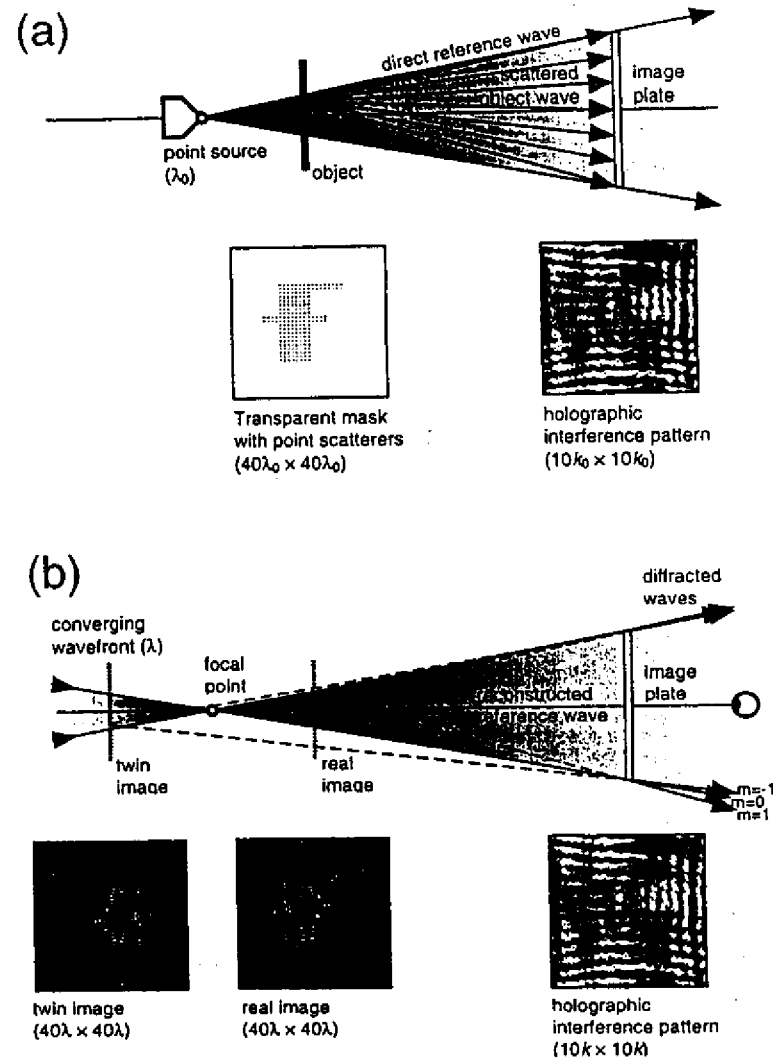 (a)
direct reference wave
scattered
object wave
image
plate
point source
(λ₀)
object
Transparent mask
with point scatterers
(40λ₀ × 40λ₀)
holographic
interference pattern
(10k₀ × 10k₀)
(b)
diffracted
waves
converging
wavefront (λ)
focal
point
image
plate
reconstructed
reference wave
twin
image
real
image
m=-1
m=0
m=1
twin image
(40λ × 40λ)
real image
(40λ × 40λ)
holographic
interference pattern
(10k × 10k)